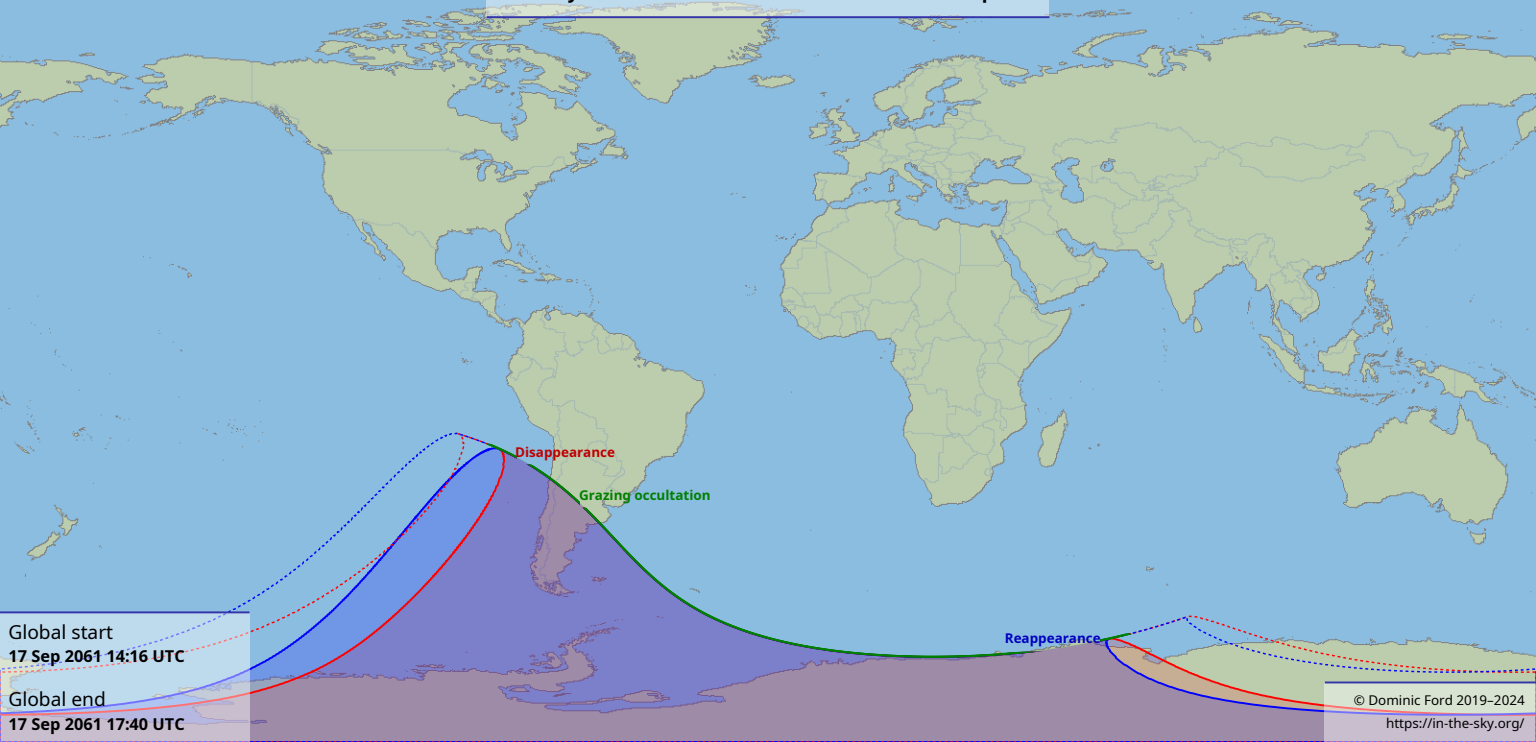 Disappearance
Grazing occultation
Reappearance
Global start
17 Sep 2061 14:16 UTC
Global end
17 Sep 2061 17:40 UTC
© Dominic Ford 2019–2024
https://in-the-sky.org/